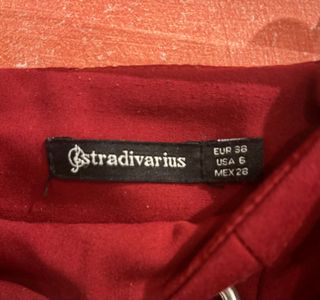 stradivarius
EUR 38
USA 6
MEX 28